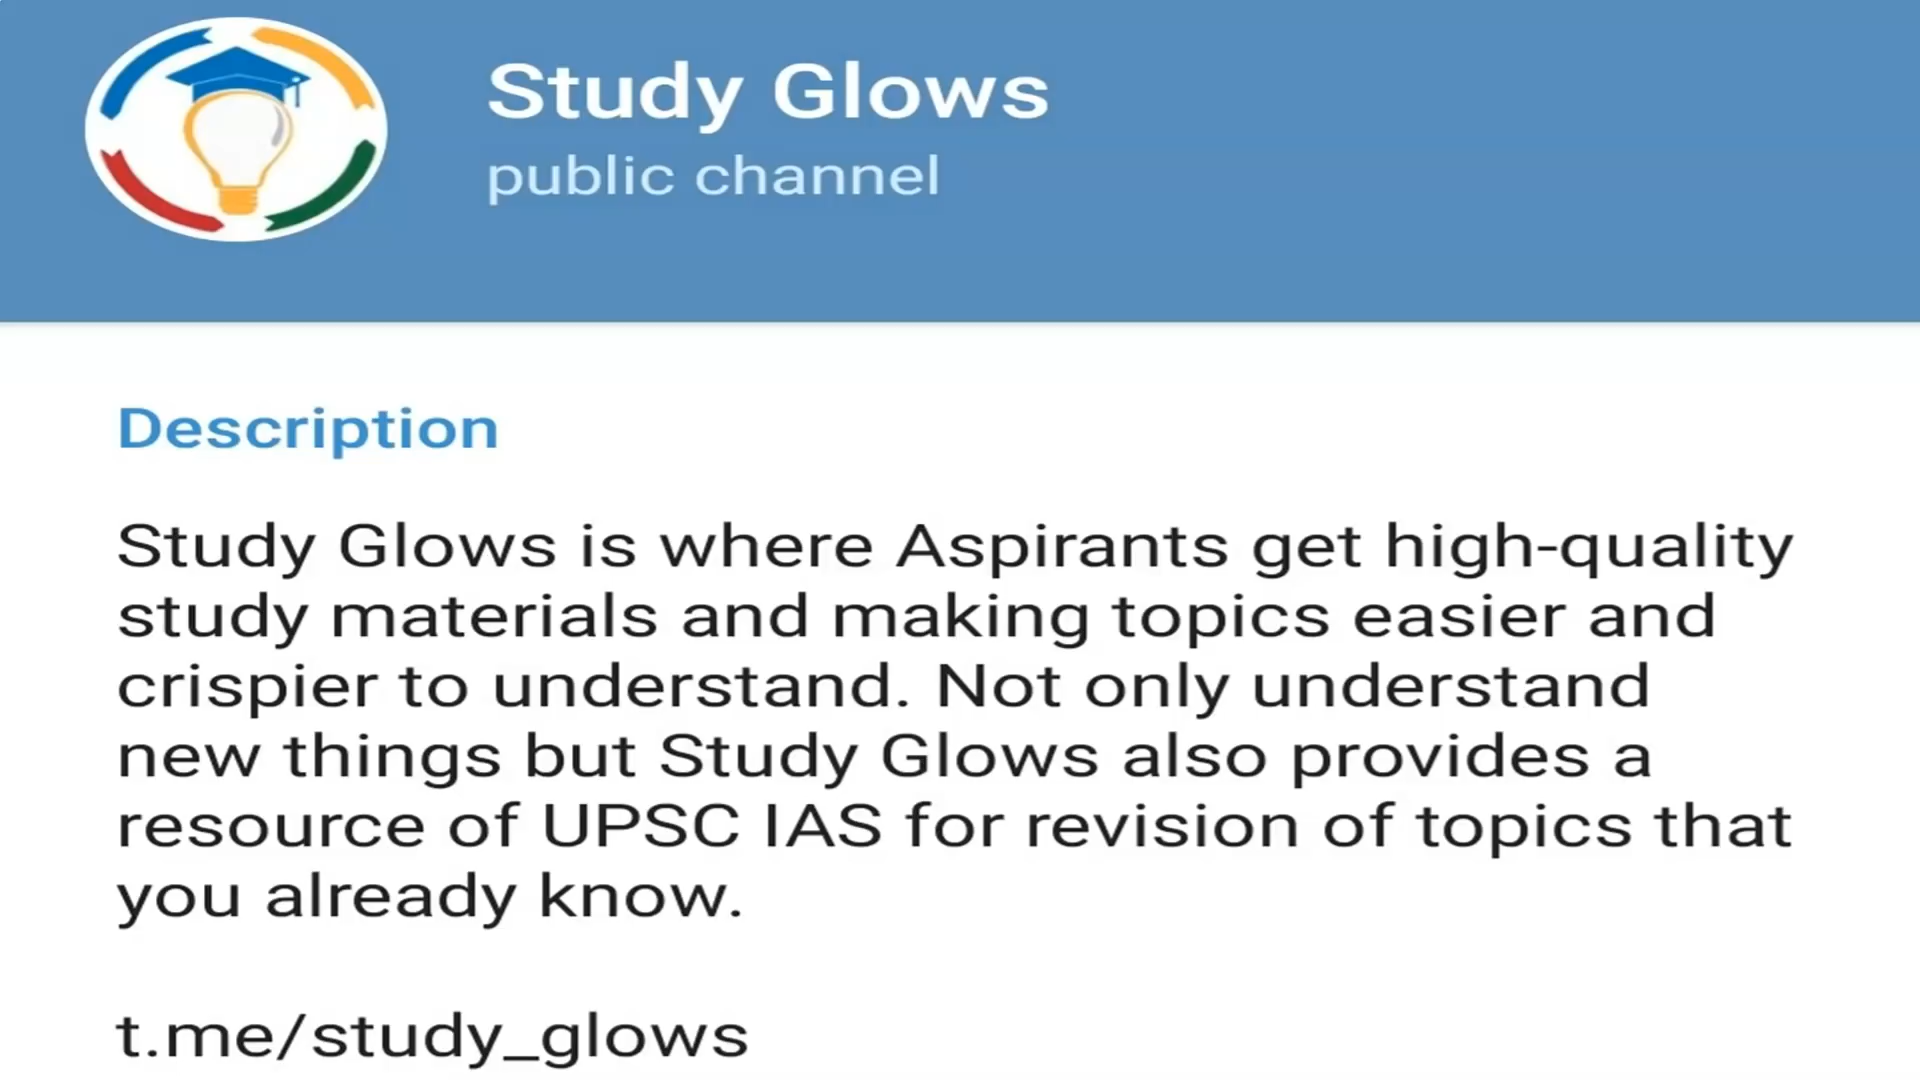 Study Glows
public channel
Description
Study Glows is where Aspirants get high-quality
study materials and making topics easier and
crispier to understand. Not only understand
new things but Study Glows also provides a
resource of UPSC IAS for revision of topics that
you already know.
t.me/study_glows